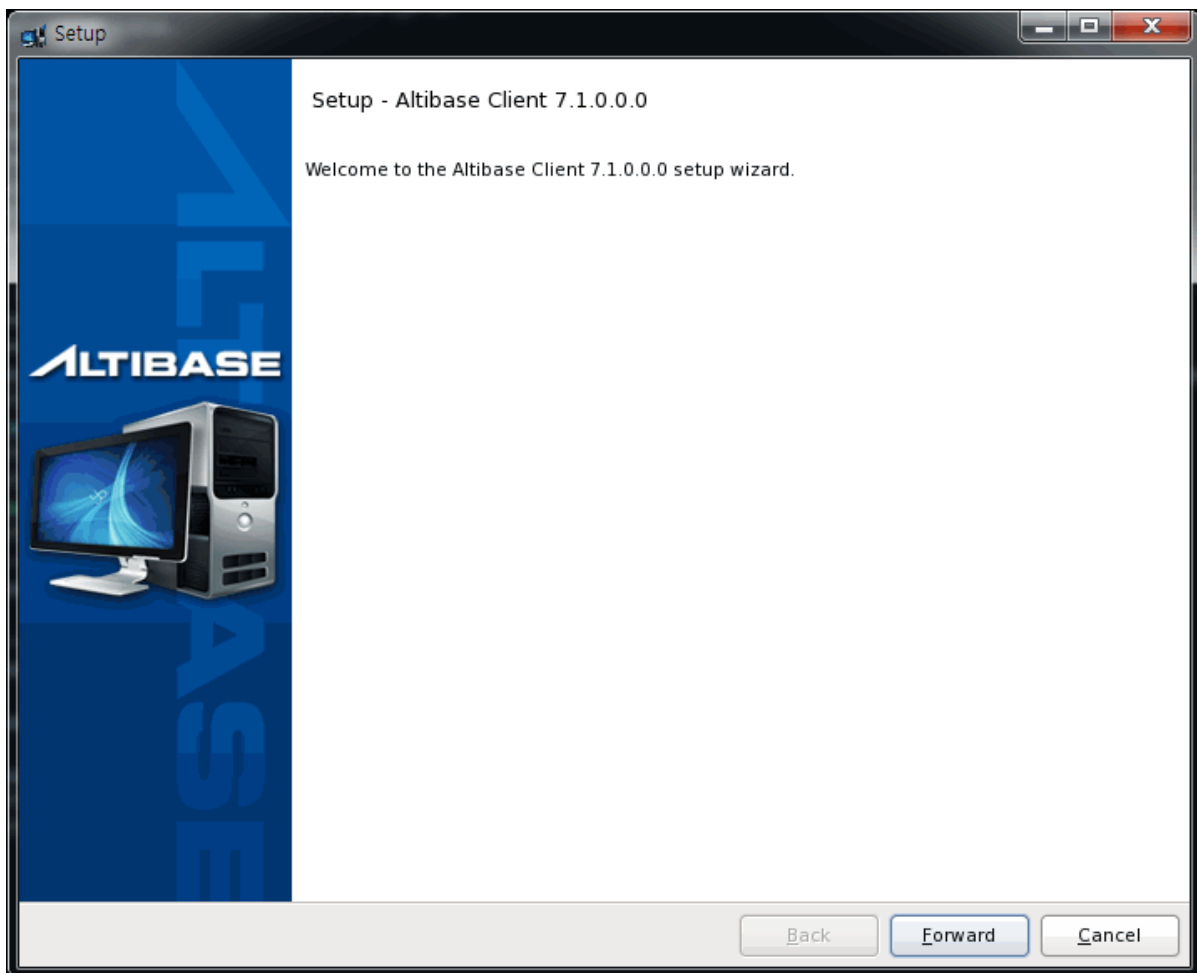 Setup
Setup - Altibase Client 7.1.0.0.0
Welcome to the Altibase Client 7.1.0.0.0 setup wizard.
ALTIBASE
ALTIBASE
Back
Forward
Cancel